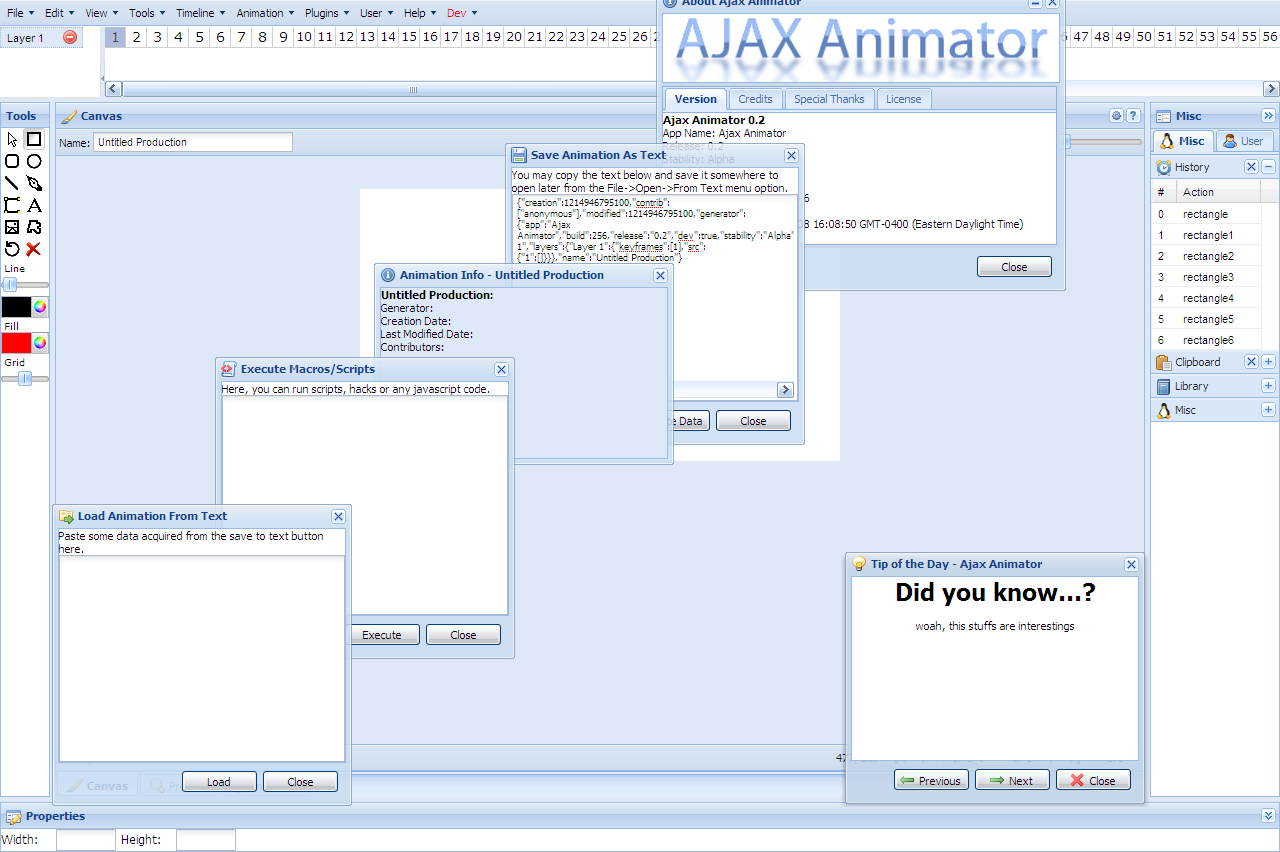 File Edit View Tools Timeline Animation Plugins User Help Dev
About Ajax Animator
Layer 1
1 2 3 4 5 6 7 8 9 10 11 12 13 14 15 16 17 18 19 20 21 22 23 24 25 26
47 48 49 50 51 52 53 54 55 56
AJAX Animator
Version Credits Special Thanks License
Ajax Animator 0.2
App Name: Ajax Animator
Release: 0.2
Stability: Alpha
16:08:50 GMT-0400 (Eastern Daylight Time)
Close
Tools
Line
Fill
Grid
Canvas
Name: Untitled Production
Save Animation As Text
You may copy the text below and save it somewhere to
open later from the File->Open->From Text menu option.
{"creation":1214946795100,"contrib":
["anonymous"],"modified":1214946795100,"generator":
{"app":"Ajax
Animator","build":256,"release":"0.2","dev":true,"stability":"Alpha
1","layers":{"Layer 1":{"keyframes":[1],"src":
{"1":[]}}},"name":"Untitled Production"}
Data
Close
Animation Info - Untitled Production
Untitled Production:
Generator:
Creation Date:
Last Modified Date:
Contributors:
Execute Macros/Scripts
Here, you can run scripts, hacks or any javascript code.
Execute Close
Load Animation From Text
Paste some data acquired from the save to text button
here.
Load Close
Canvas
Misc
Misc User
History
# Action
0 rectangle
1 rectangle1
2 rectangle2
3 rectangle3
4 rectangle4
5 rectangle5
6 rectangle6
Clipboard
Library
Misc
Tip of the Day - Ajax Animator
Did you know...?
woah, this stuffs are interestings
Previous Next Close
Properties
Width: Height: